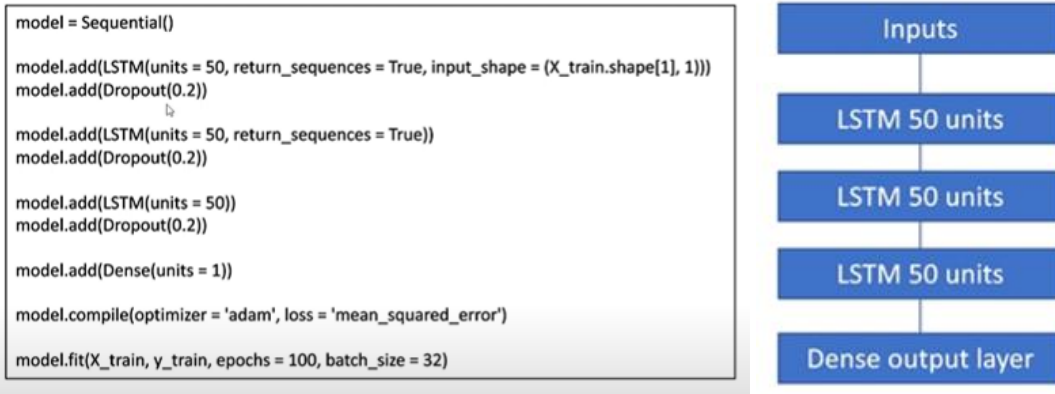 model = Sequential()
model.add(LSTM(units = 50, return_sequences = True, input_shape = (X_train.shape[1], 1)))
model.add(Dropout(0.2))
model.add(LSTM(units = 50, return_sequences = True))
model.add(Dropout(0.2))
model.add(LSTM(units = 50))
model.add(Dropout(0.2))
model.add(Dense(units = 1))
model.compile(optimizer = 'adam', loss = 'mean_squared_error')
model.fit(X_train, y_train, epochs = 100, batch_size = 32)
Inputs
LSTM 50 units
LSTM 50 units
LSTM 50 units
Dense output layer